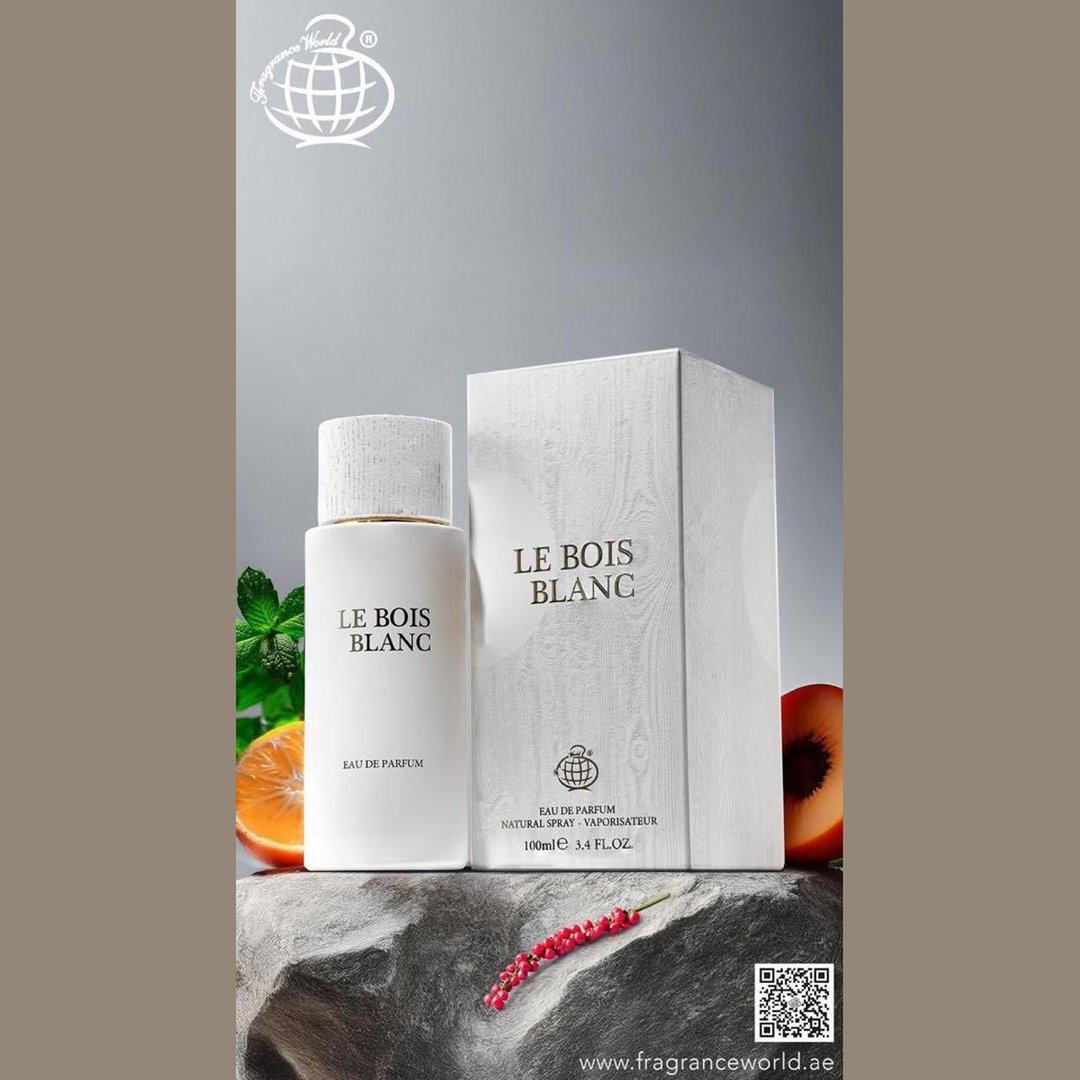 Fragrance World ®
LE BOIS
BLANC
EAU DE PARFUM
LE BOIS
BLANC
World ®
EAU DE PARFUM
NATURAL SPRAY - VAPORISATEUR
100ml e 3.4 FL.OZ.
www.fragranceworld.ae